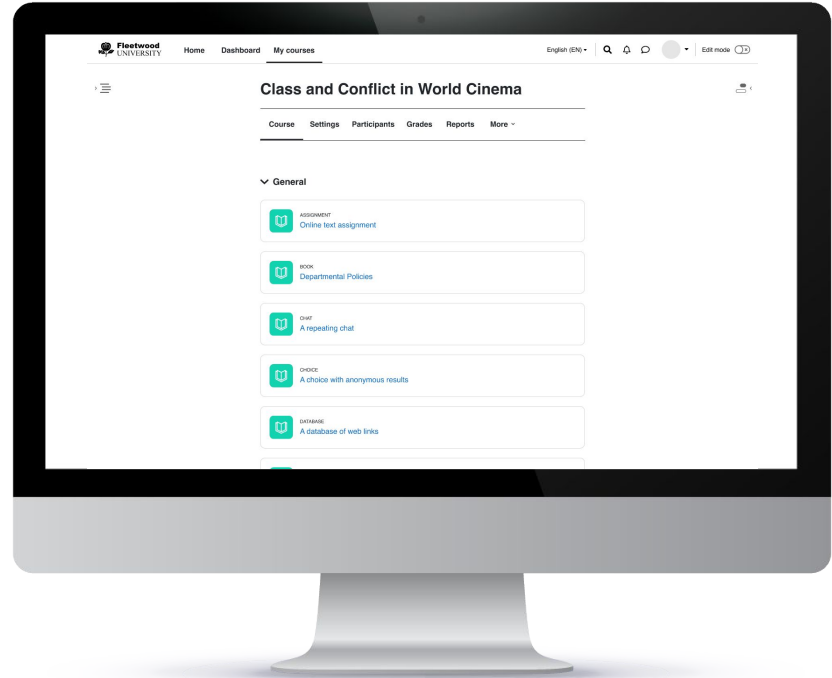 Fleetwood
UNIVERSITY
Home Dashboard My courses English (EN) Edit mode
Class and Conflict in World Cinema
Course Settings Participants Grades Reports More
General
ASSIGNMENT
Online text assignment
BOOK
Departmental Policies
CHAT
A repeating chat
CHOICE
A choice with anonymous results
DATABASE
A database of web links